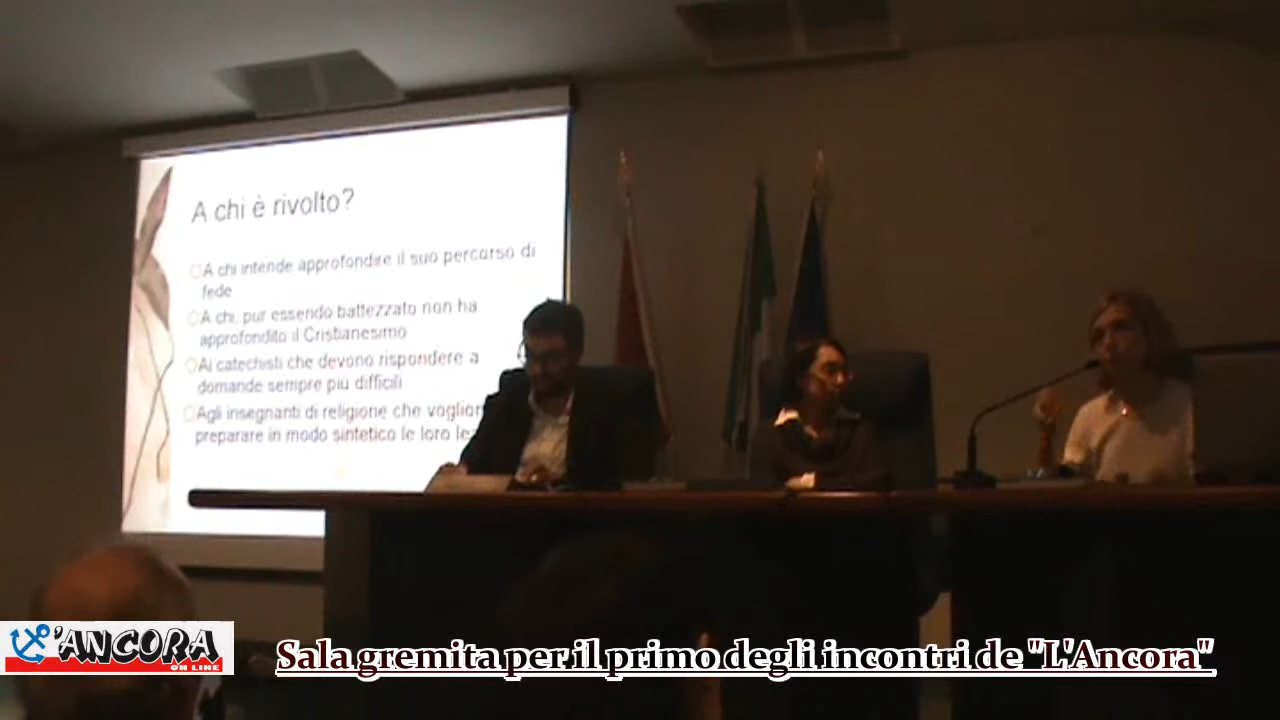 A chi è rivolto?
A chi intende approfondire il suo percorso di
fede
A chi, pur essendo battezzato non ha
approfondito il Cristianesimo
Ai catechisti che devono rispondere a
domande sempre più difficili
Agli insegnanti di religione che
preparare in modo sintetico le loro
'ANCORA
ON LINE
Sala gremita per il primo degli incontri de "L'Ancora"